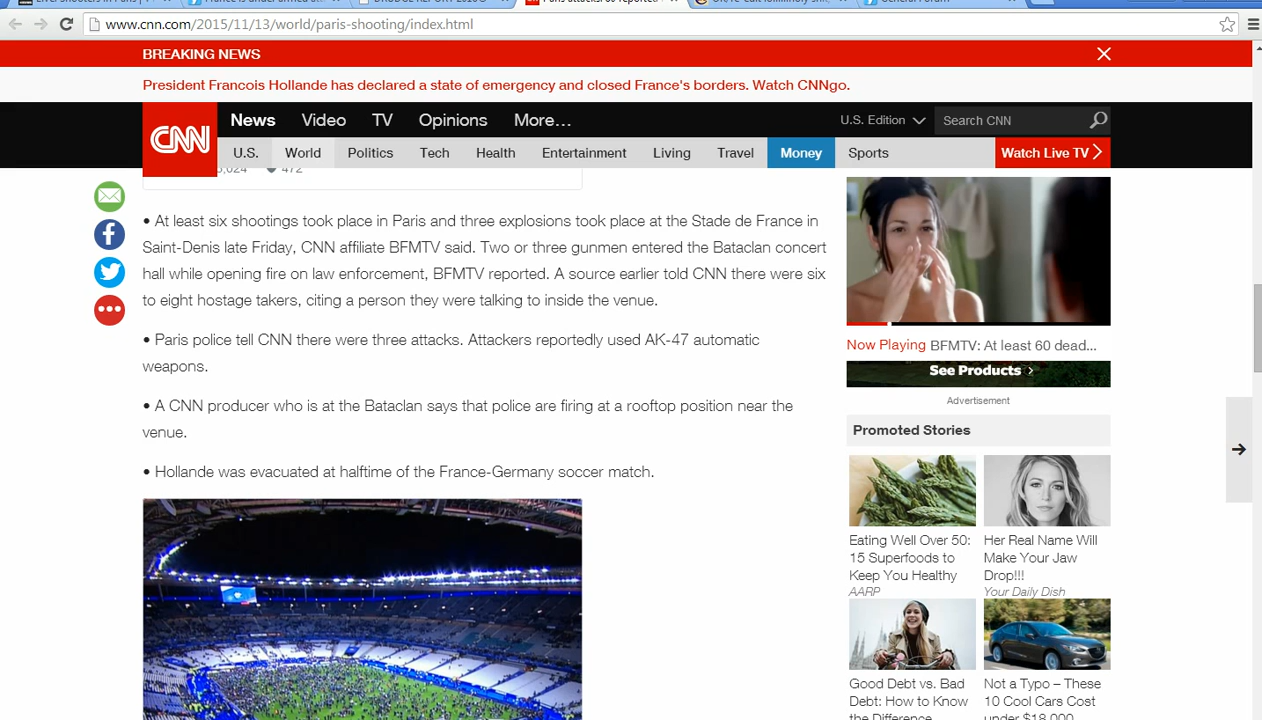 www.cnn.com/2015/11/13/world/paris-shooting/index.html
BREAKING NEWS
President Francois Hollande has declared a state of emergency and closed France's borders. Watch CNNgo.
CNN
News Video TV Opinions More...
U.S. Edition
Search CNN
U.S. World Politics Tech Health Entertainment Living Travel Money Sports
Watch Live TV
472
• At least six shootings took place in Paris and three explosions took place at the Stade de France in
Saint-Denis late Friday, CNN affiliate BFMTV said. Two or three gunmen entered the Bataclan concert
hall while opening fire on law enforcement, BFMTV reported. A source earlier told CNN there were six
to eight hostage takers, citing a person they were talking to inside the venue.
• Paris police tell CNN there were three attacks. Attackers reportedly used AK-47 automatic
weapons.
• A CNN producer who is at the Bataclan says that police are firing at a rooftop position near the
venue.
• Hollande was evacuated at halftime of the France-Germany soccer match.
Now Playing BFMTV: At least 60 dead...
See Products
Advertisement
Promoted Stories
Eating Well Over 50:
15 Superfoods to
Keep You Healthy
AARP
Her Real Name Will
Make Your Jaw
Drop!!!
Your Daily Dish
Good Debt vs. Bad
Debt: How to Know
the Difference
Not a Typo – These
10 Cool Cars Cost
under $18,000